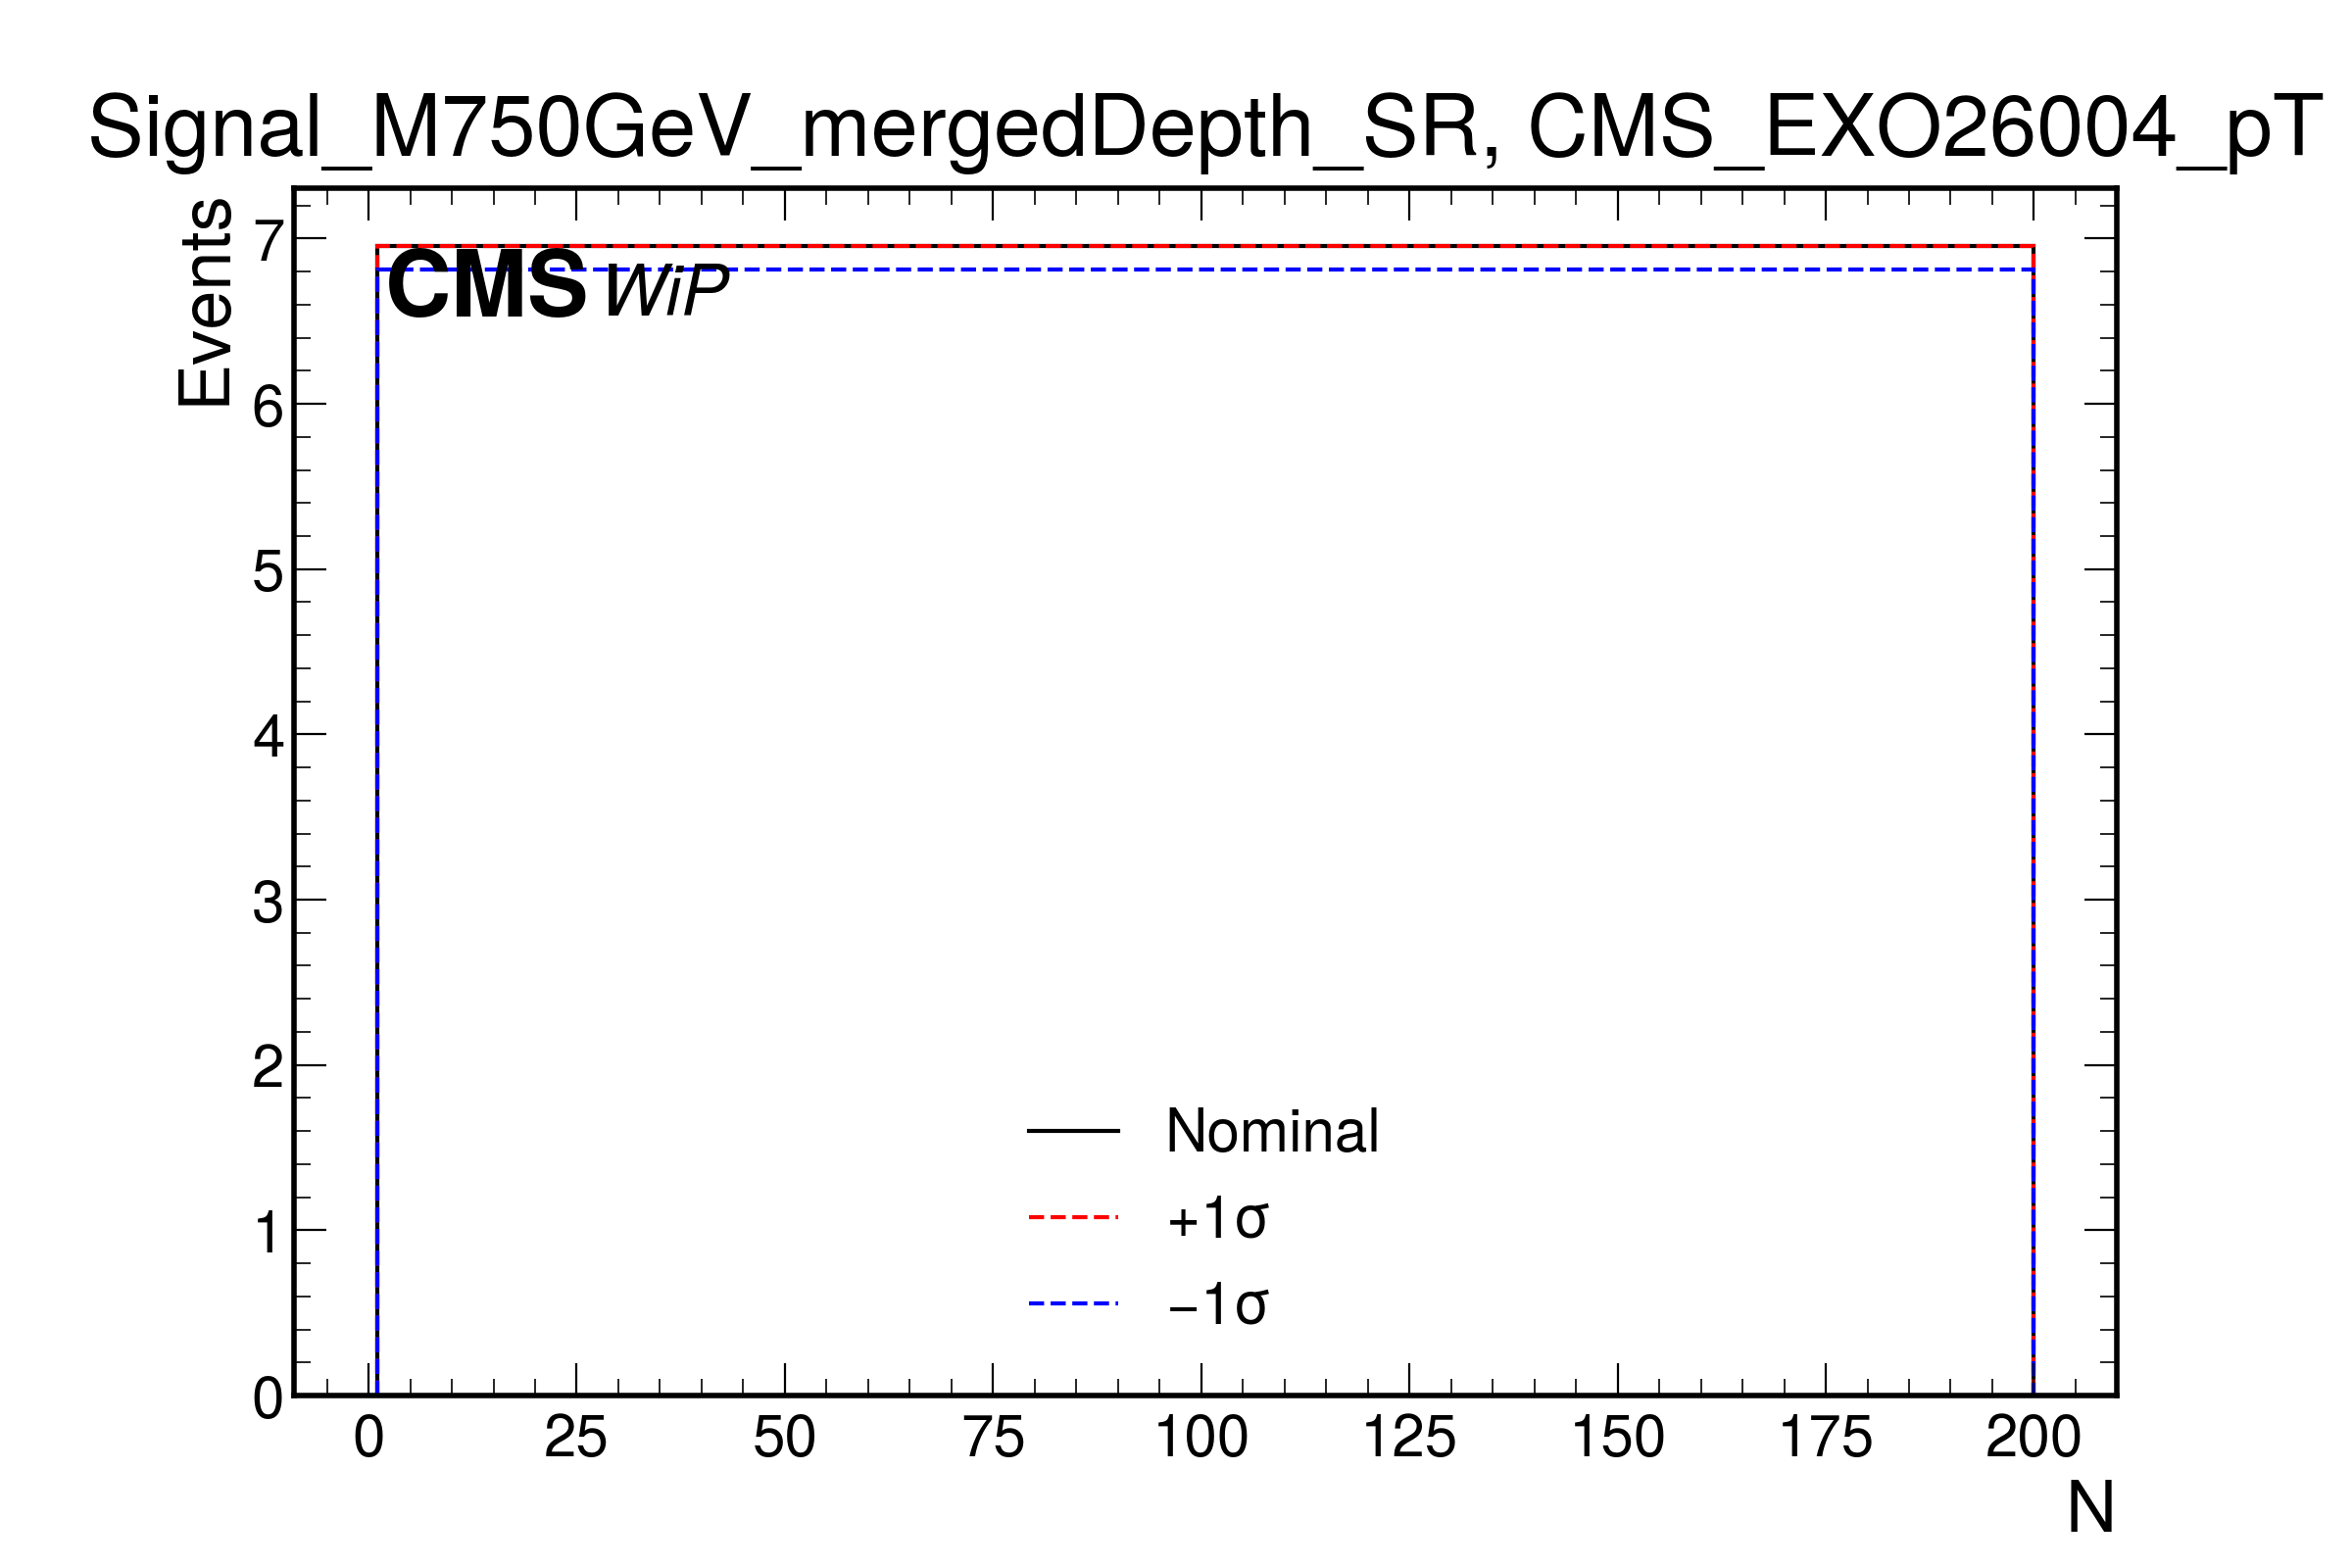 Signal_M750GeV_mergedDepth_SR, CMS_EXO26004_pT
Events
7
CMS WiP
6
5
4
3
2
Nominal
+1σ
1
−1σ
0
0 25 50 75 100 125 150 175 200
N